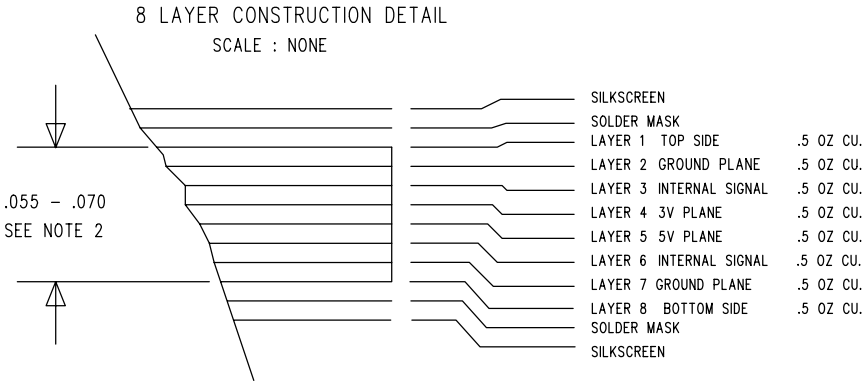 8 LAYER CONSTRUCTION DETAIL
SCALE : NONE
SILKSCREEN
SOLDER MASK
LAYER 1 TOP SIDE .5 OZ CU.
LAYER 2 GROUND PLANE .5 OZ CU.
LAYER 3 INTERNAL SIGNAL .5 OZ CU.
LAYER 4 3V PLANE .5 OZ CU.
LAYER 5 5V PLANE .5 OZ CU.
LAYER 6 INTERNAL SIGNAL .5 OZ CU.
LAYER 7 GROUND PLANE .5 OZ CU.
LAYER 8 BOTTOM SIDE .5 OZ CU.
SOLDER MASK
SILKSCREEN
.055 - .070
SEE NOTE 2